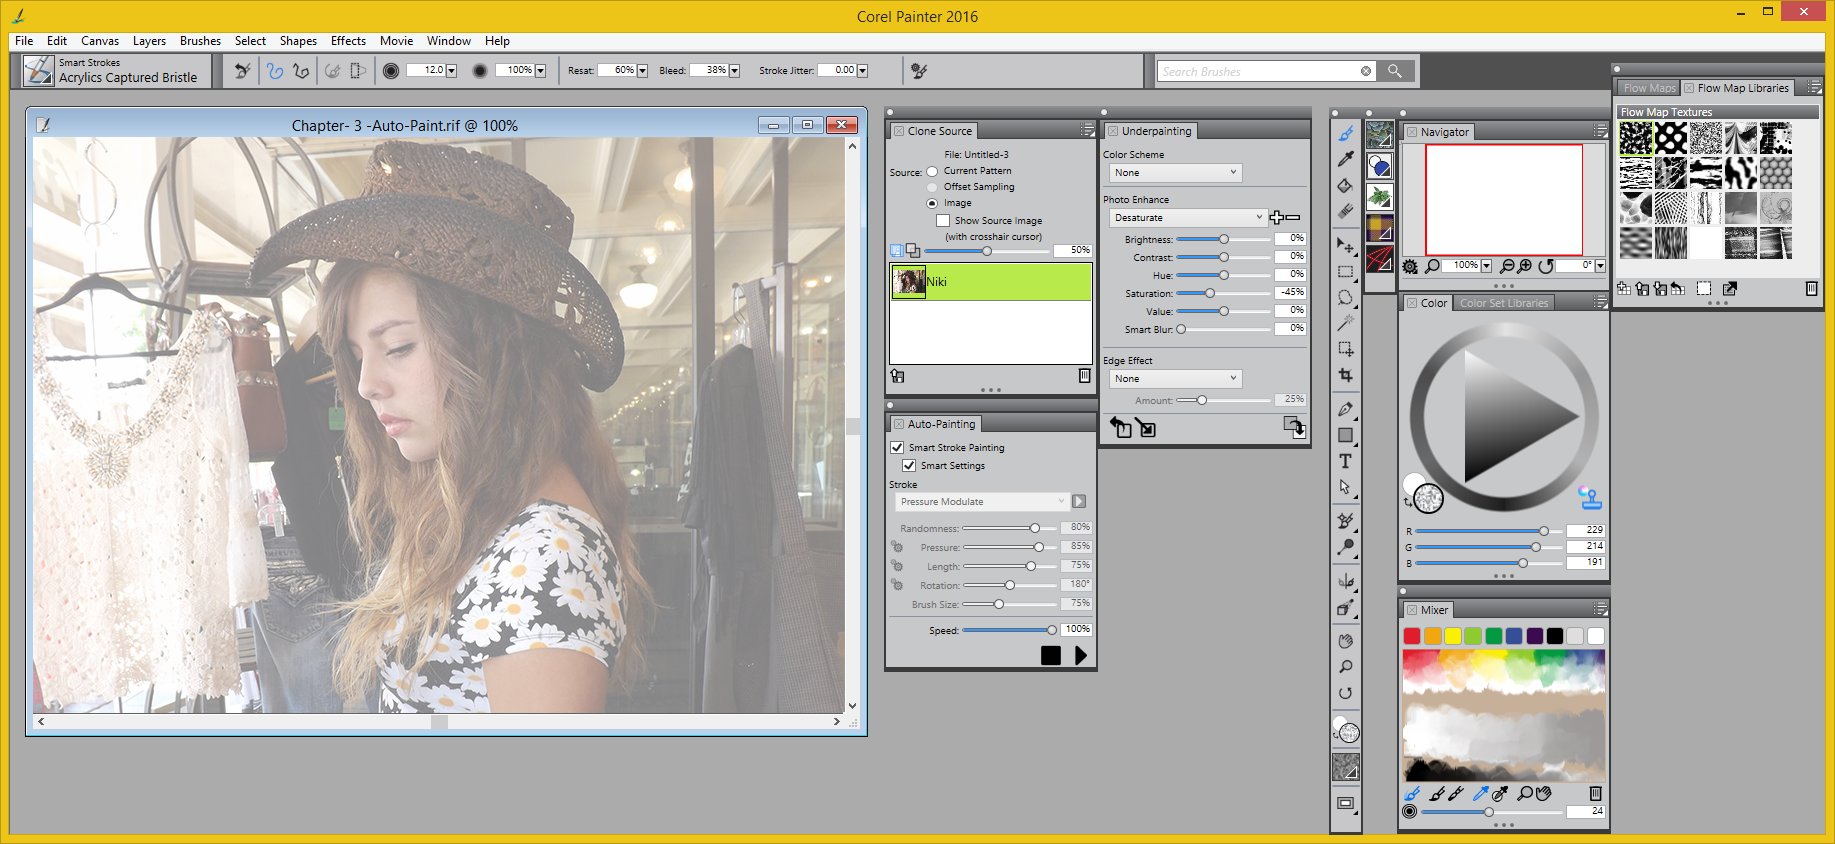 Corel Painter 2016
File Edit Canvas Layers Brushes Select Shapes Effects Movie Window Help
Smart Strokes
Acrylics Captured Bristle
12.0 100% Resat: 60% Bleed: 38% Stroke Jitter: 0.00
Search Brushes
Chapter- 3 -Auto-Paint.rif @ 100%
Clone Source
File: Untitled-3
Source: Current Pattern
Offset Sampling
Image
Show Source Image
(with crosshair cursor)
50%
Niki
Auto-Painting
Smart Stroke Painting
Smart Settings
Stroke
Pressure Modulate
Randomness: 80%
Pressure: 85%
Length: 75%
Rotation: 180°
Brush Size: 75%
Speed: 100%
Underpainting
Color Scheme
None
Photo Enhance
Desaturate
Brightness: 0%
Contrast: 0%
Hue: 0%
Saturation: -45%
Value: 0%
Smart Blur: 0%
Edge Effect
None
Amount: 25%
Navigator
100% 0°
Color Color Set Libraries
R 229
G 214
B 191
Mixer
24
Flow Maps Flow Map Libraries
Flow Map Textures